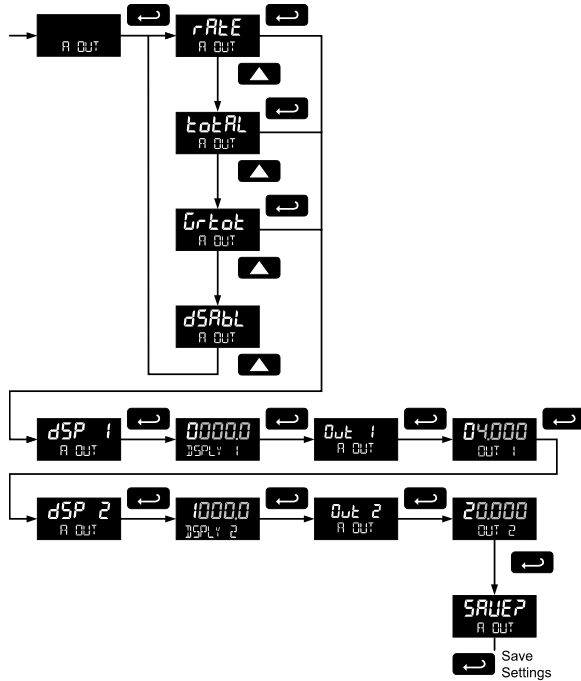 A OUT
rAtE
A OUT
totAL
A OUT
Grtot
A OUT
dSAbL
A OUT
dSP 1
A OUT
0000.0
DSPLY 1
Out 1
A OUT
04.000
OUT 1
dSP 2
A OUT
1000.0
DSPLY 2
Out 2
A OUT
20.000
OUT 2
SAVE?
A OUT
Save
Settings